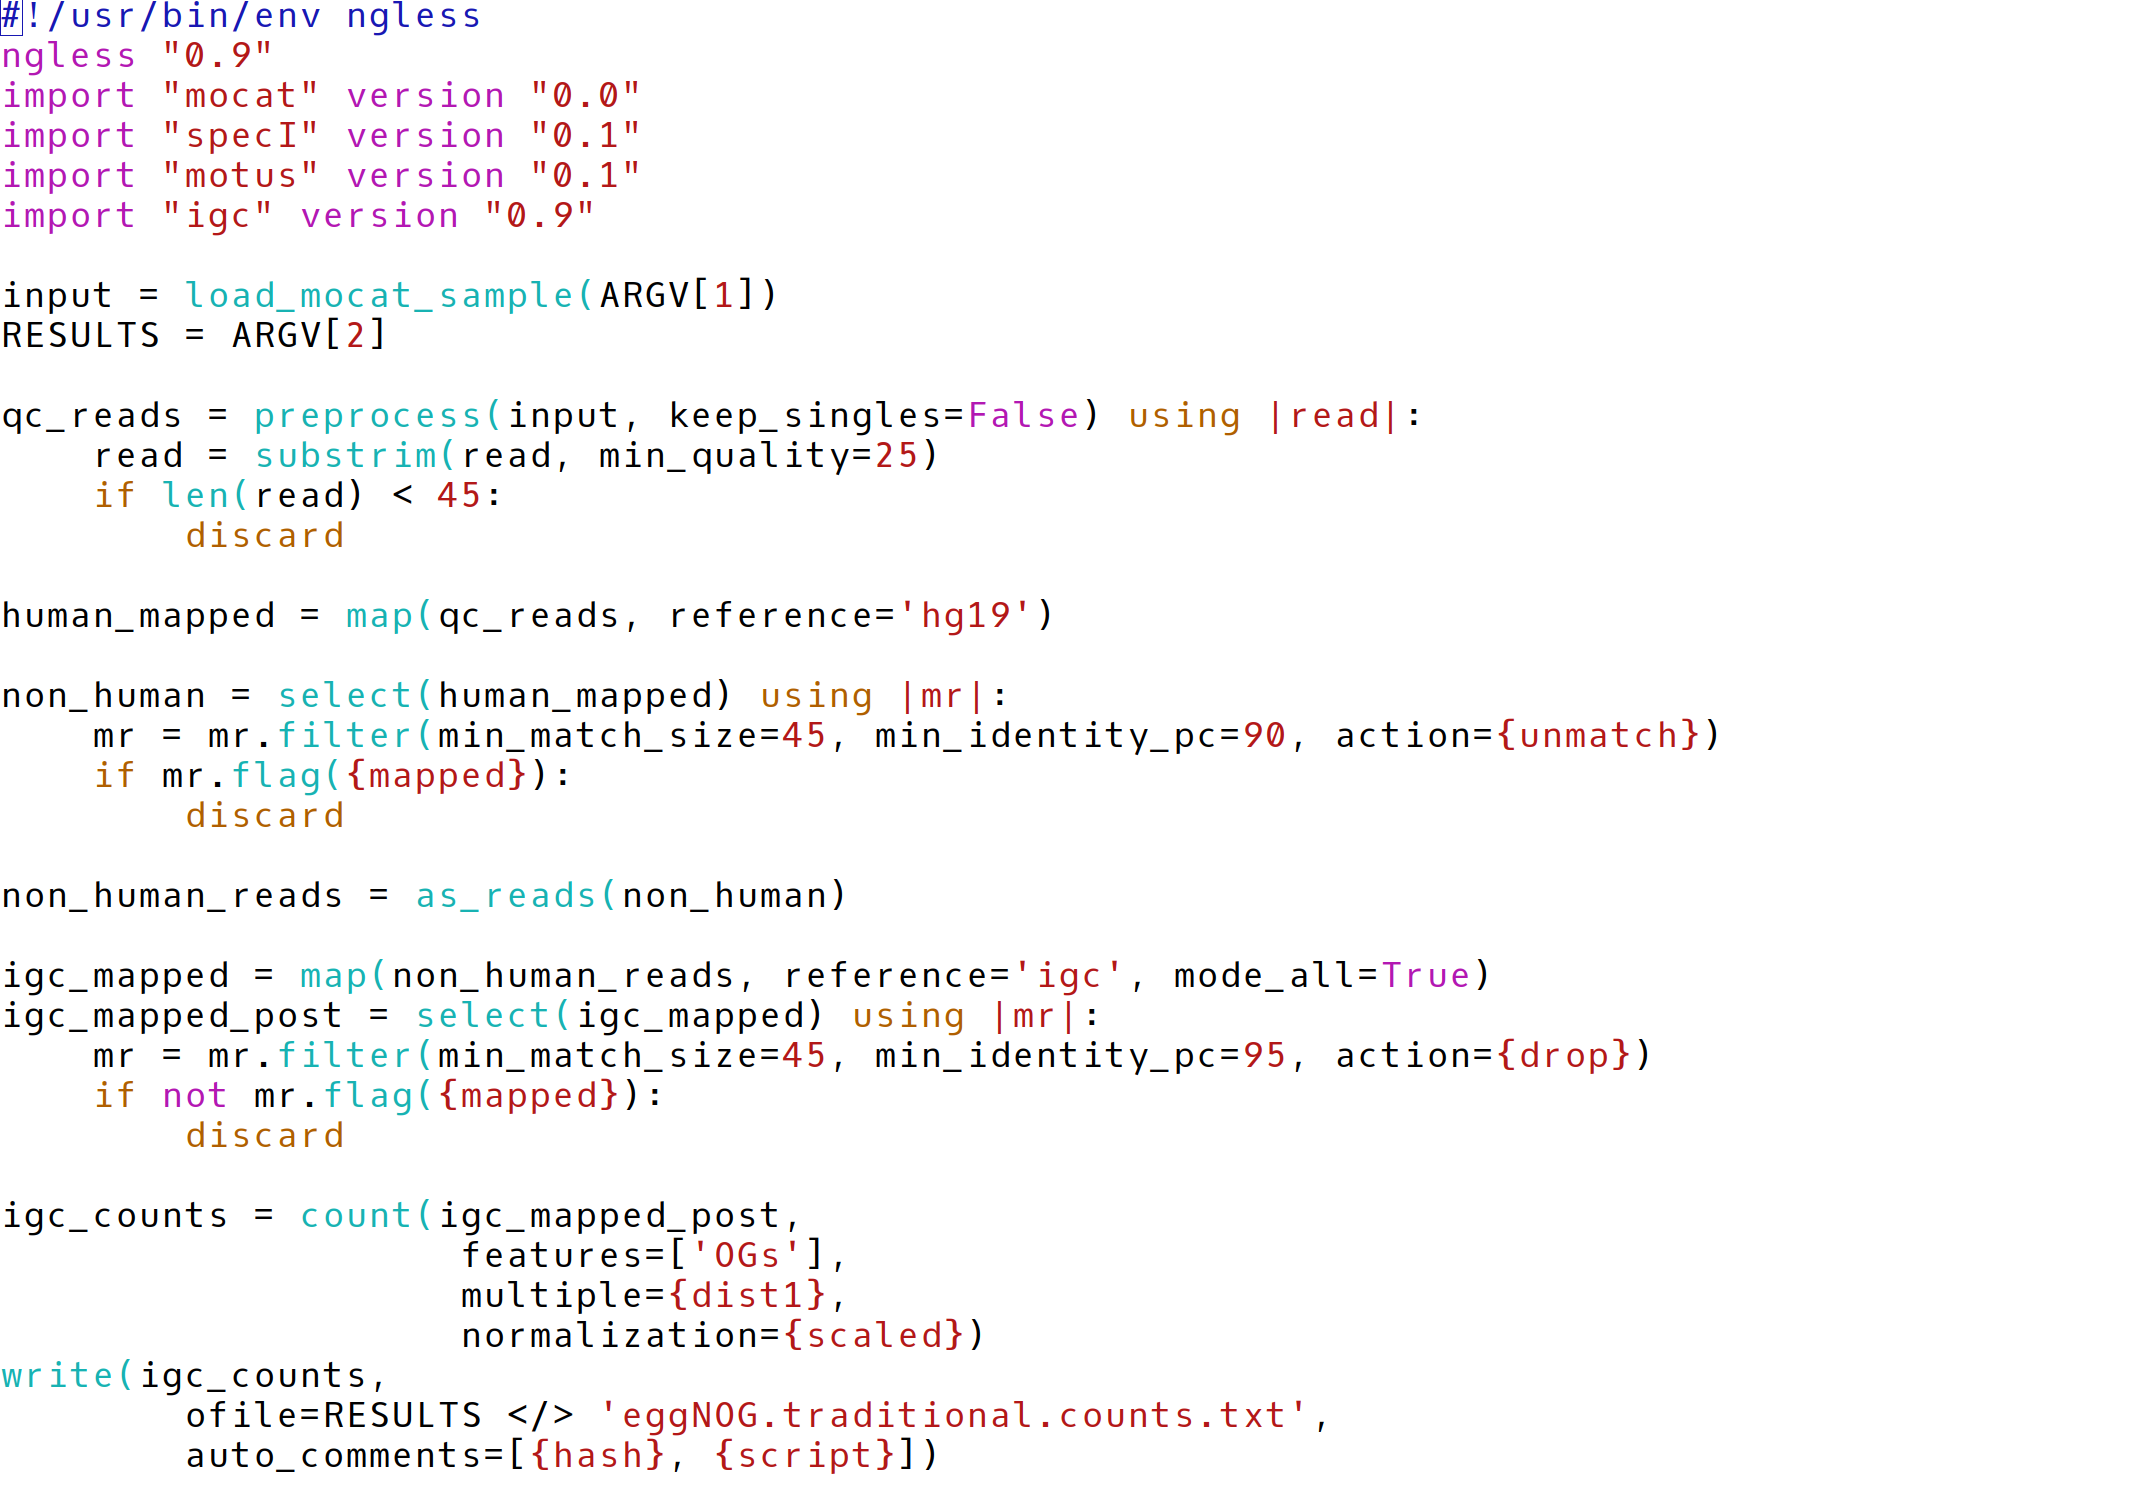 #!/usr/bin/env ngless
ngless "0.9"
import "mocat" version "0.0"
import "specI" version "0.1"
import "motus" version "0.1"
import "igc" version "0.9"

input = load_mocat_sample(ARGV[1])
RESULTS = ARGV[2]

qc_reads = preprocess(input, keep_singles=False) using |read|:
    read = substrim(read, min_quality=25)
    if len(read) < 45:
        discard

human_mapped = map(qc_reads, reference='hg19')

non_human = select(human_mapped) using |mr|:
    mr = mr.filter(min_match_size=45, min_identity_pc=90, action={unmatch})
    if mr.flag({mapped}):
        discard

non_human_reads = as_reads(non_human)

igc_mapped = map(non_human_reads, reference='igc', mode_all=True)
igc_mapped_post = select(igc_mapped) using |mr|:
    mr = mr.filter(min_match_size=45, min_identity_pc=95, action={drop})
    if not mr.flag({mapped}):
        discard

igc_counts = count(igc_mapped_post,
                    features=['OGs'],
                    multiple={dist1},
                    normalization={scaled})
write(igc_counts,
        ofile=RESULTS </> 'eggNOG.traditional.counts.txt',
        auto_comments=[{hash}, {script}])